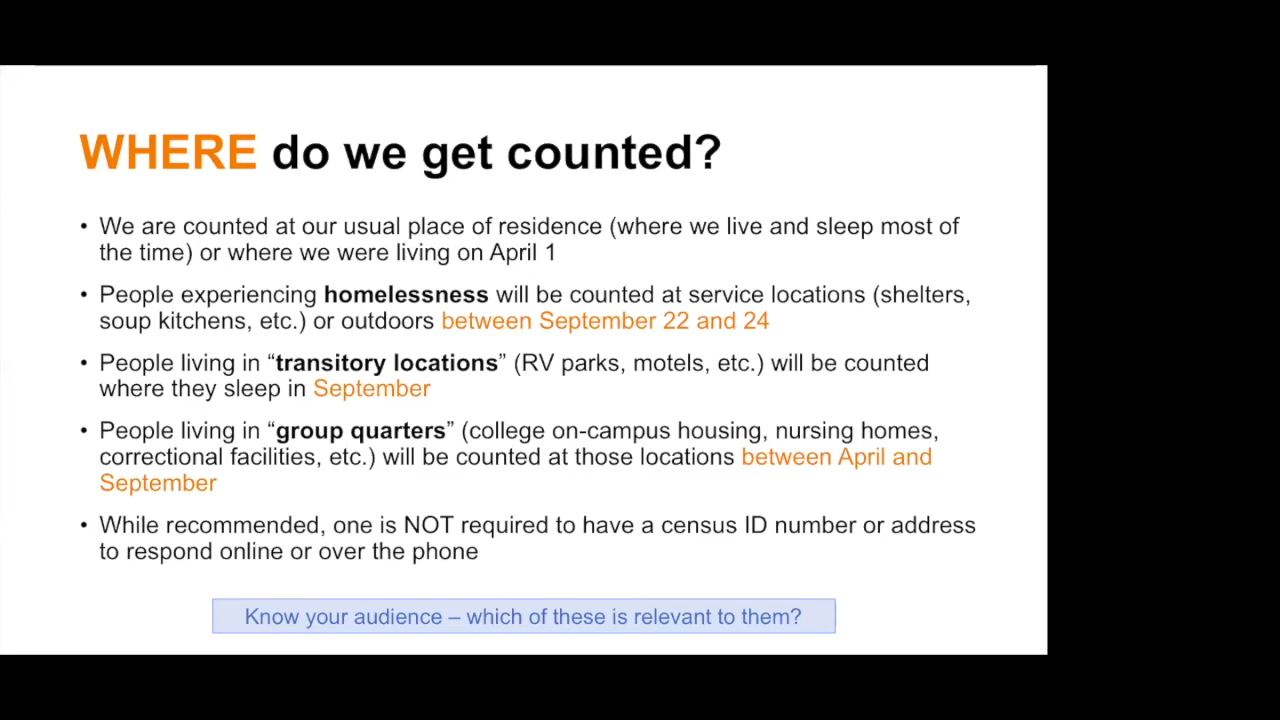 WHERE do we get counted?
• We are counted at our usual place of residence (where we live and sleep most of
the time) or where we were living on April 1
• People experiencing homelessness will be counted at service locations (shelters,
soup kitchens, etc.) or outdoors between September 22 and 24
• People living in “transitory locations” (RV parks, motels, etc.) will be counted
where they sleep in September
• People living in “group quarters” (college on-campus housing, nursing homes,
correctional facilities, etc.) will be counted at those locations between April and
September
• While recommended, one is NOT required to have a census ID number or address
to respond online or over the phone
Know your audience – which of these is relevant to them?